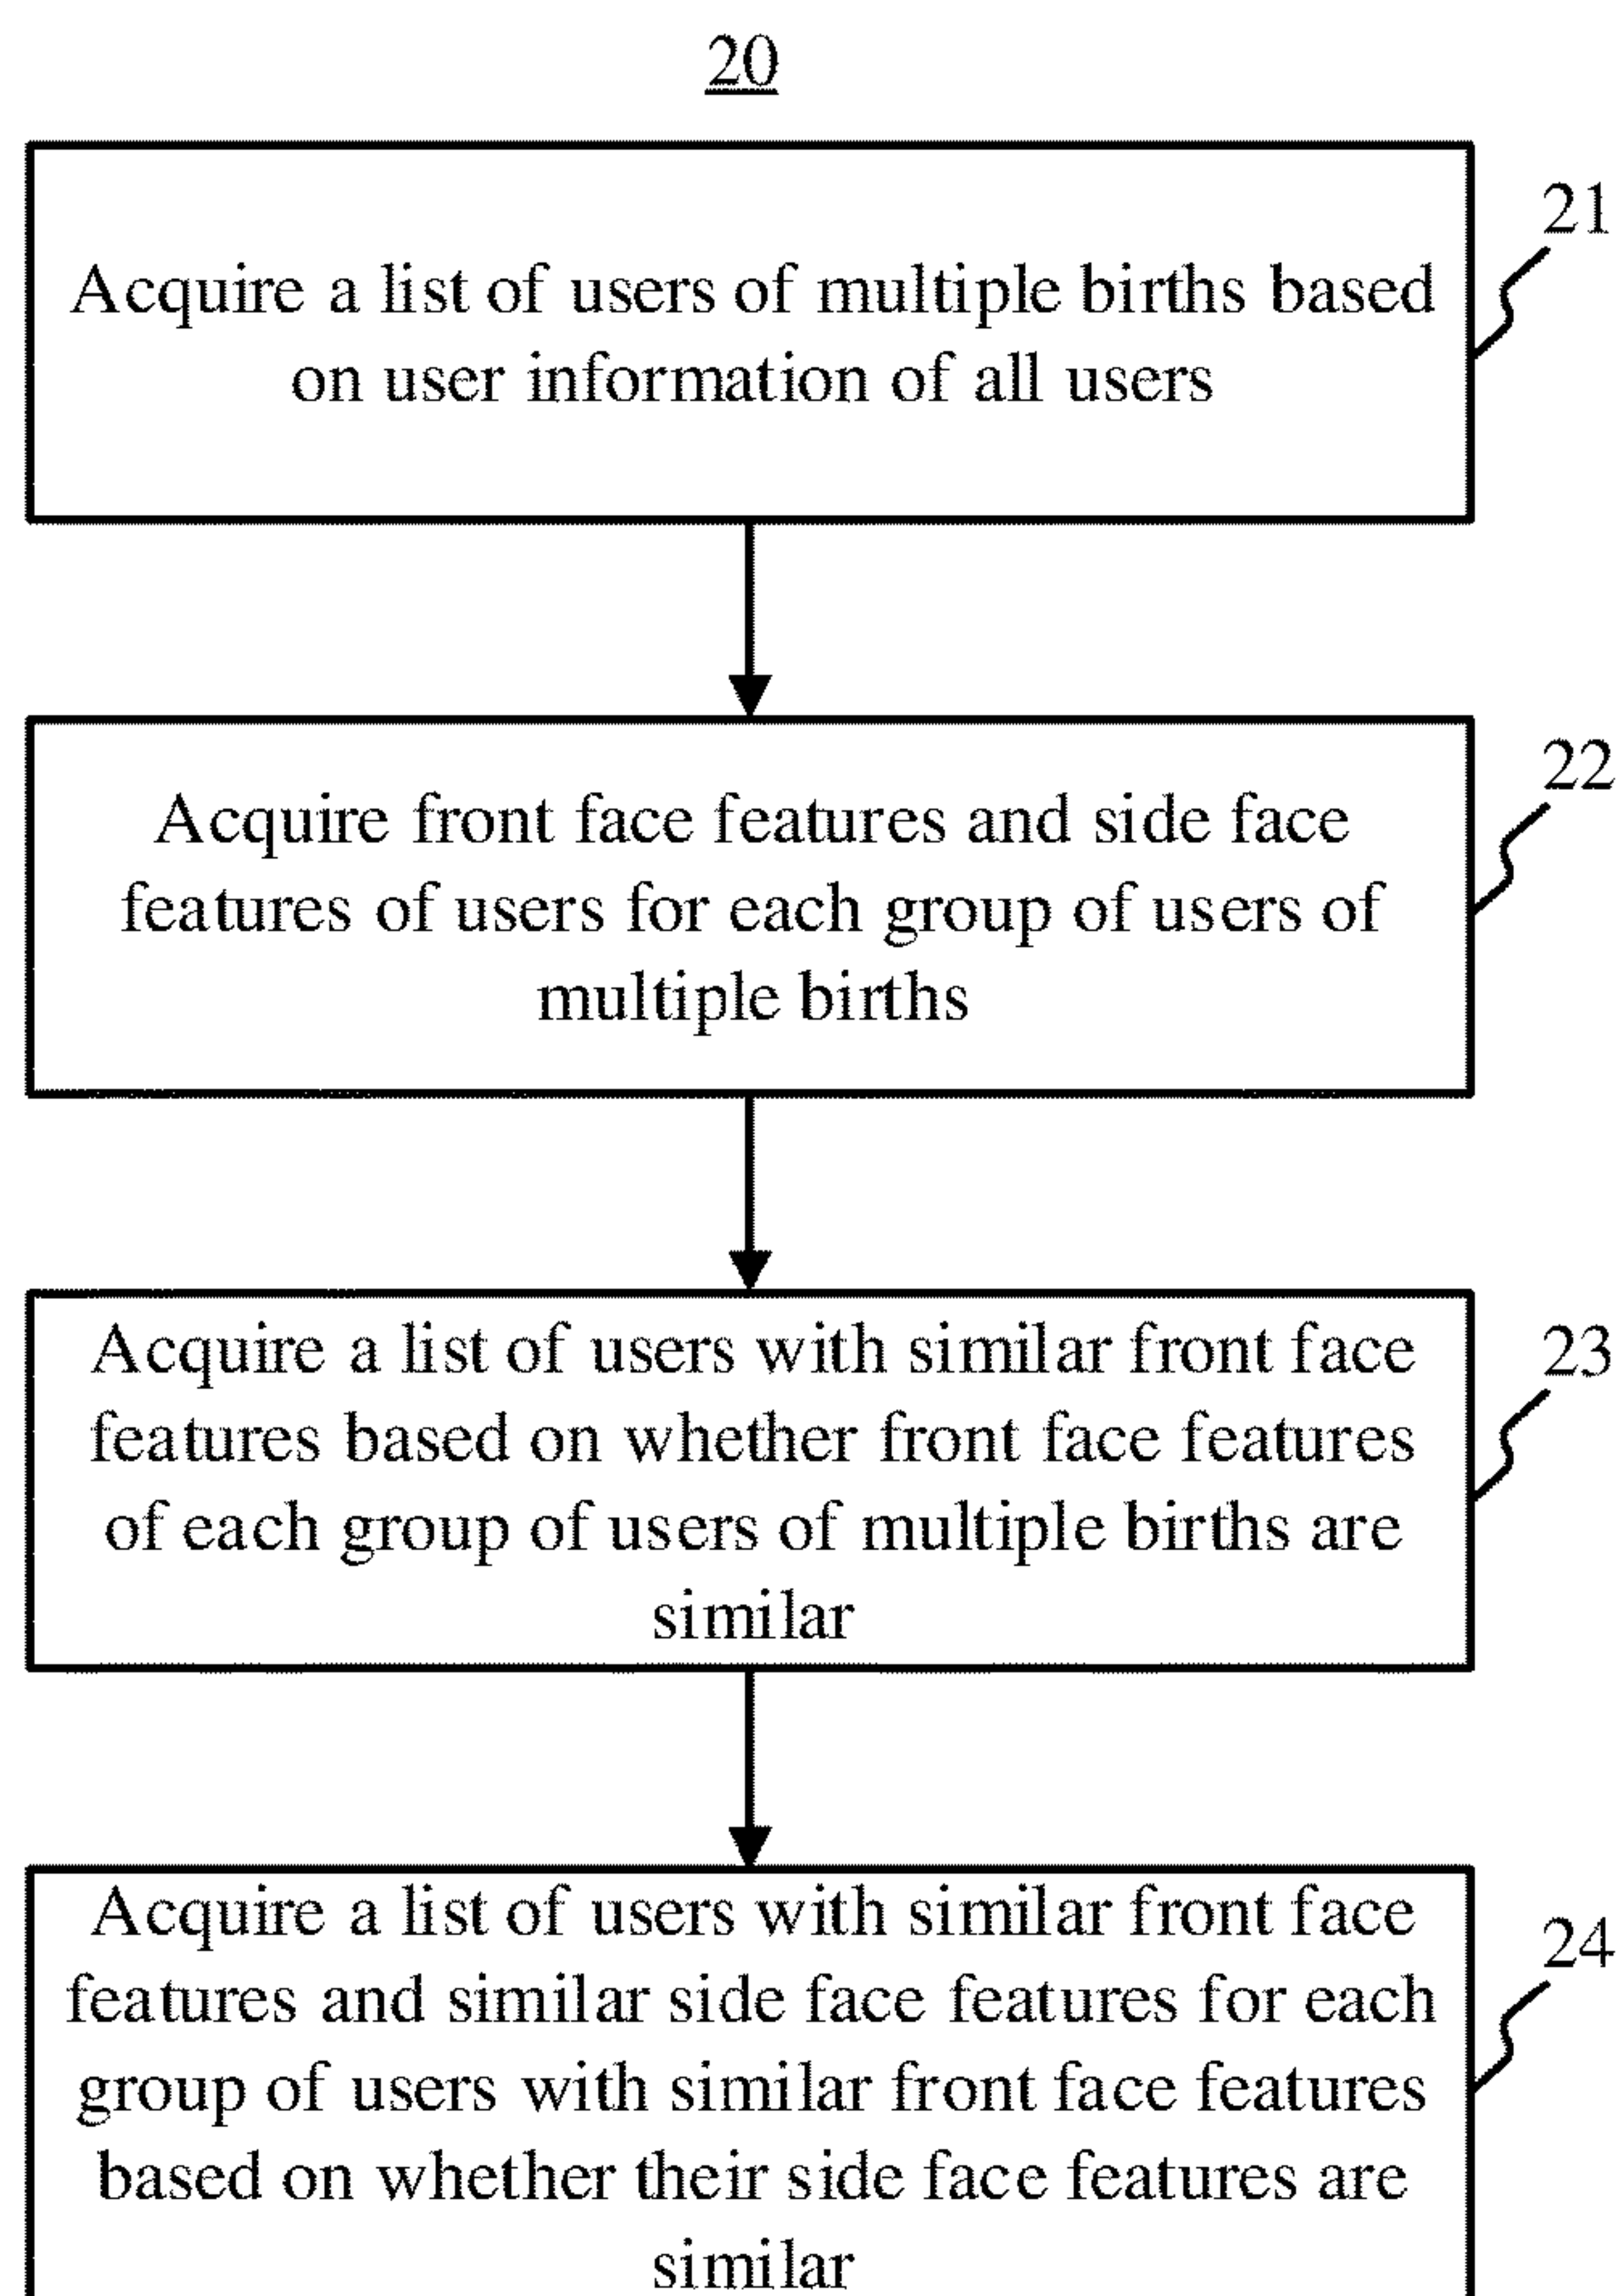 20
Acquire a list of users of multiple births based
on user information of all users
21
Acquire front face features and side face
features of users for each group of users of
multiple births
22
Acquire a list of users with similar front face
features based on whether front face features
of each group of users of multiple births are
similar
23
Acquire a list of users with similar front face
features and similar side face features for each
group of users with similar front face features
based on whether their side face features are
similar
24